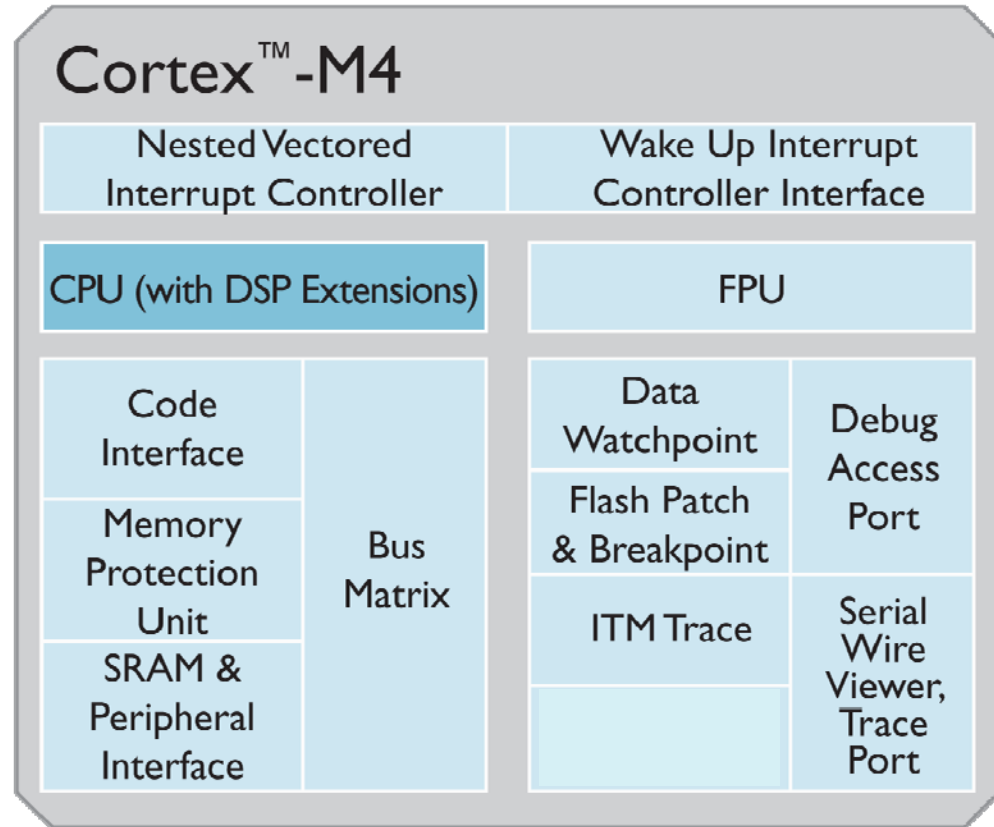 Cortex™-M4
Nested Vectored
Interrupt Controller
Wake Up Interrupt
Controller Interface
CPU (with DSP Extensions)
FPU
Code
Interface
Memory
Protection
Unit
SRAM &
Peripheral
Interface
Bus
Matrix
Data
Watchpoint
Flash Patch
& Breakpoint
ITM Trace
Debug
Access
Port
Serial
Wire
Viewer,
Trace
Port